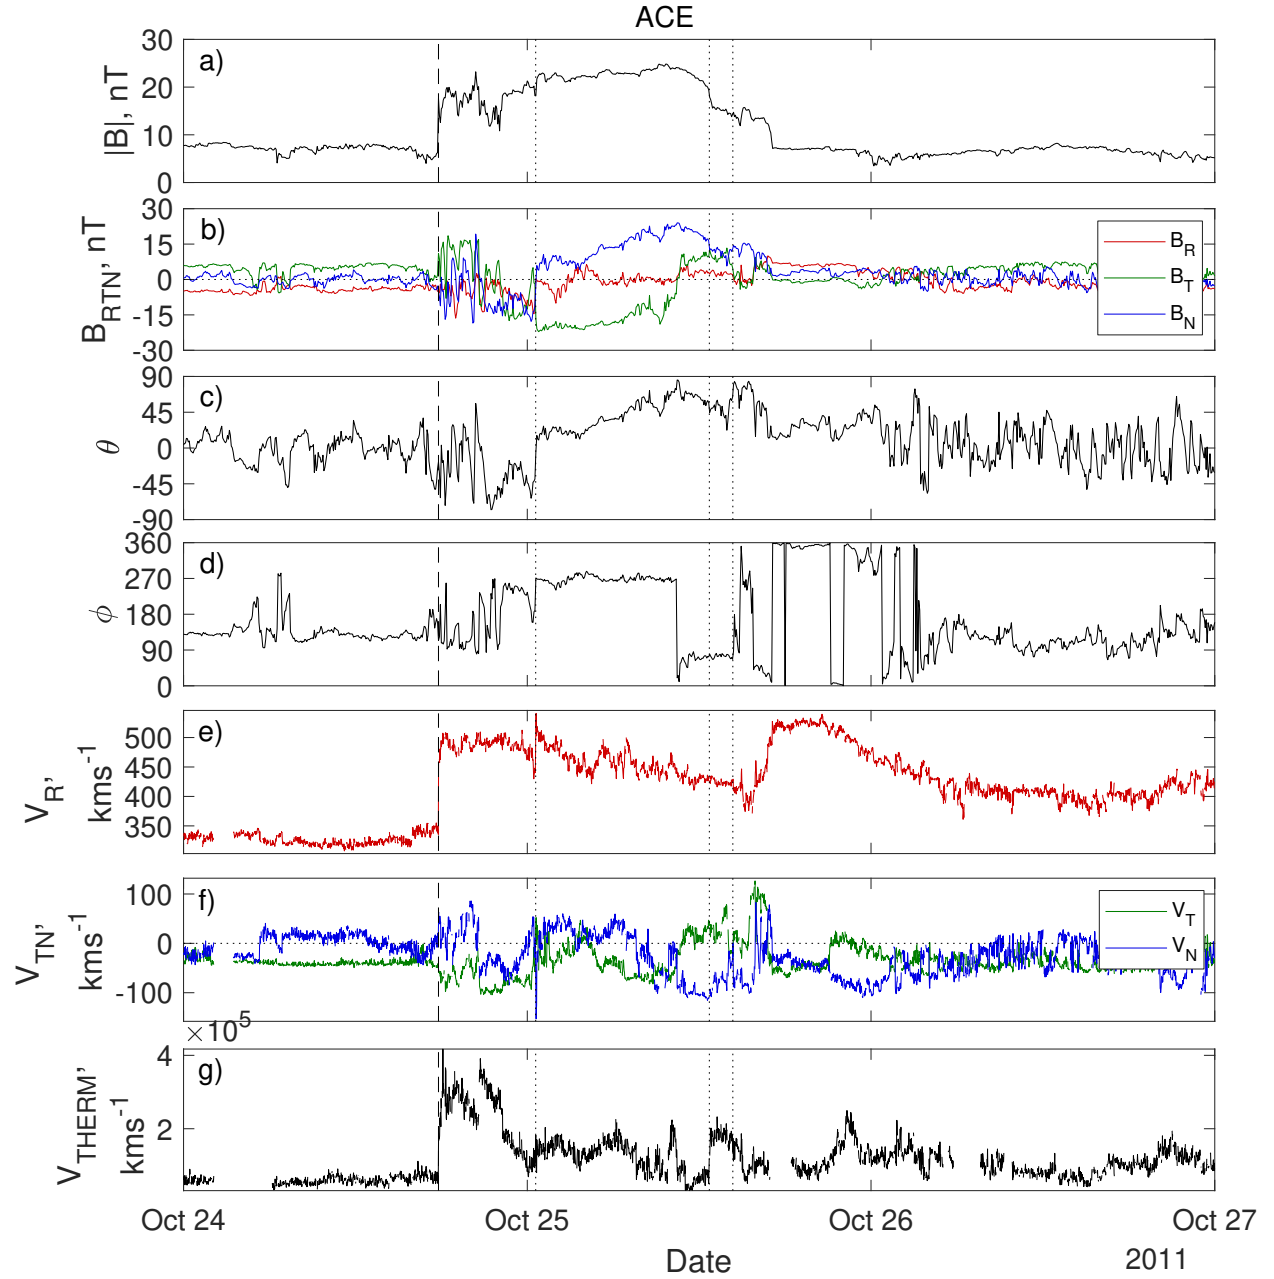 ACE
a)
|B|, nT
30
20
10
0
b)
B_RTN, nT
30
15
0
-15
-30
B_R
B_T
B_N
c)
θ
90
45
0
-45
-90
d)
ϕ
360
270
180
90
0
e)
V_R,
kms^-1
500
450
400
350
f)
V_TN,
kms^-1
100
0
-100
V_T
V_N
×10^5
g)
V_THERM,
kms^-1
4
2
Oct 24
Oct 25
Oct 26
Oct 27
Date
2011